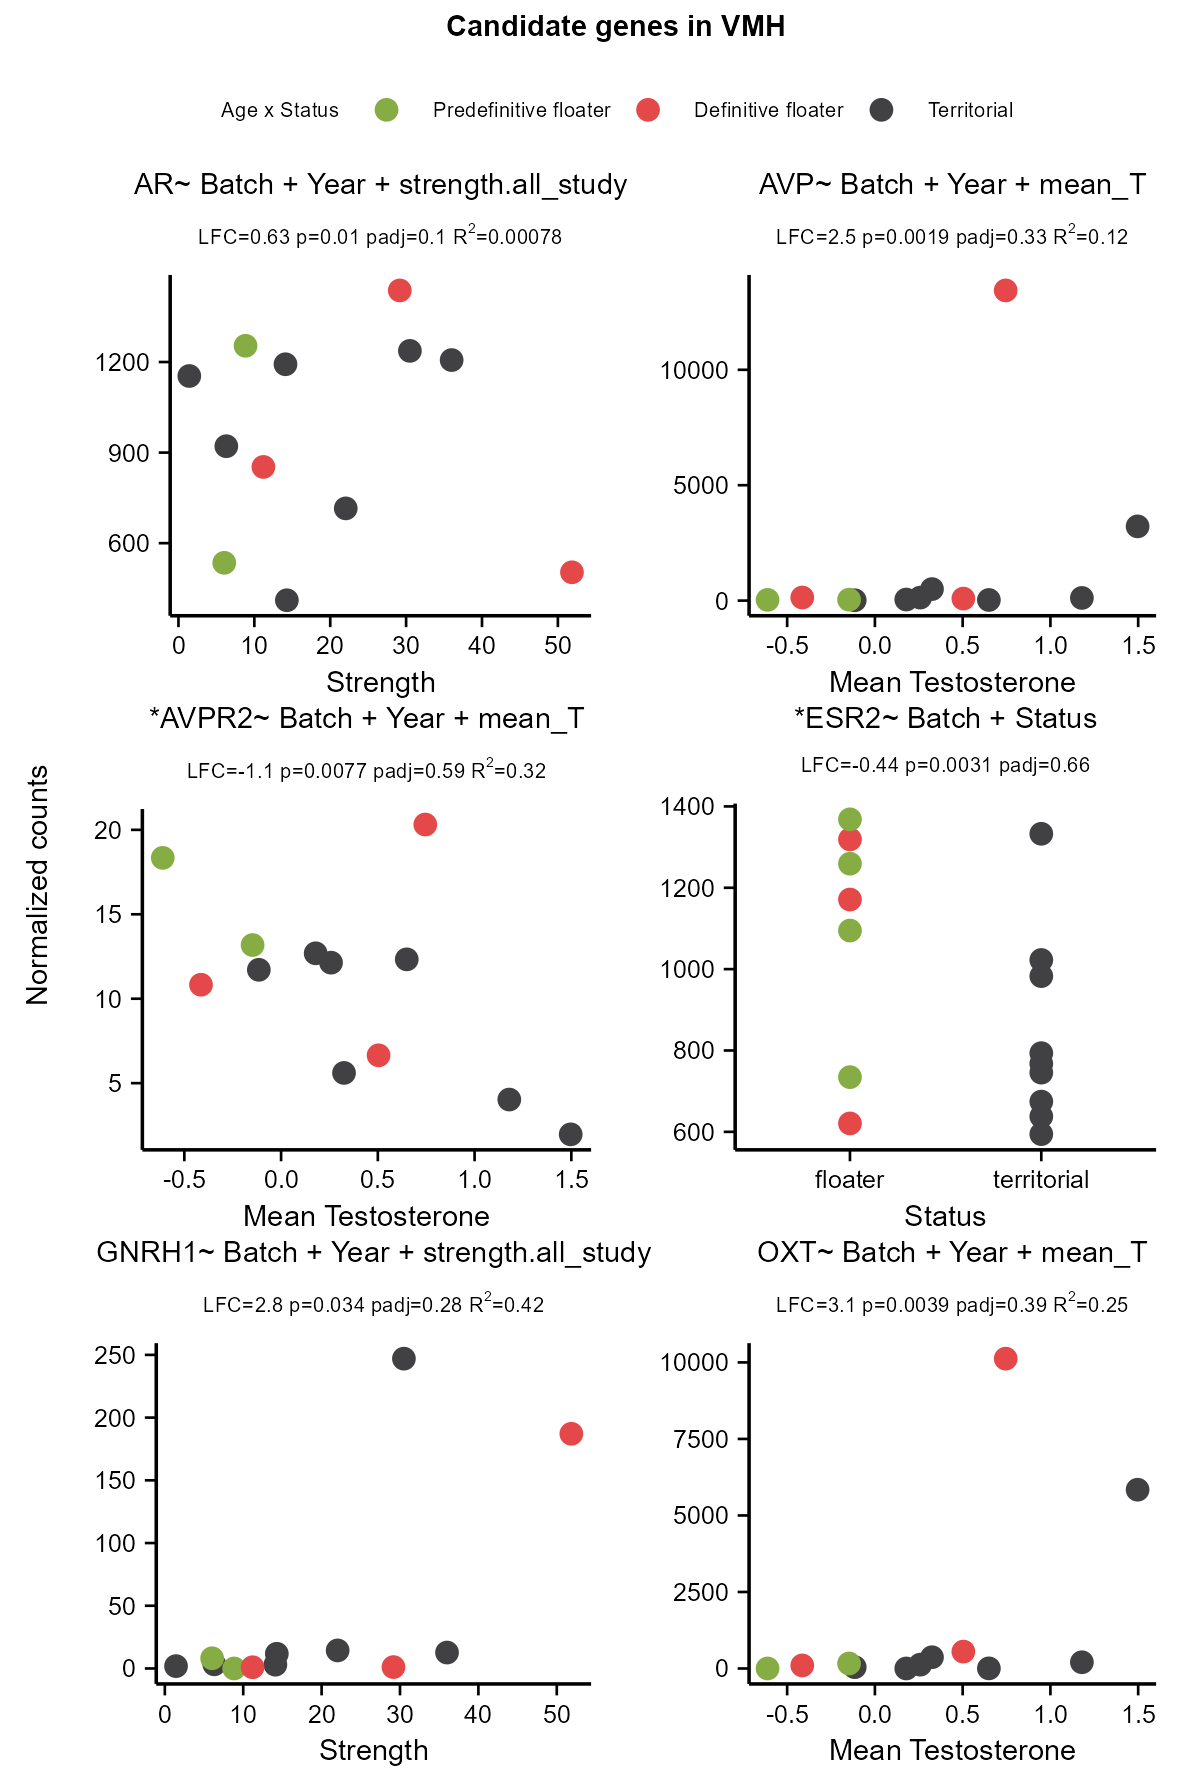 Candidate genes in VMH
Age x Status Predefinitive floater Definitive floater Territorial
Normalized counts
AR~ Batch + Year + strength.all_study
LFC=0.63 p=0.01 padj=0.1 R²=0.00078
1200
900
600
0 10 20 30 40 50
Strength
AVP~ Batch + Year + mean_T
LFC=2.5 p=0.0019 padj=0.33 R²=0.12
10000
5000
0
-0.5 0.0 0.5 1.0 1.5
Mean Testosterone
*AVPR2~ Batch + Year + mean_T
LFC=-1.1 p=0.0077 padj=0.59 R²=0.32
20
15
10
5
-0.5 0.0 0.5 1.0 1.5
Mean Testosterone
*ESR2~ Batch + Status
LFC=-0.44 p=0.0031 padj=0.66
1400
1200
1000
800
600
floater territorial
Status
GNRH1~ Batch + Year + strength.all_study
LFC=2.8 p=0.034 padj=0.28 R²=0.42
250
200
150
100
50
0
0 10 20 30 40 50
Strength
OXT~ Batch + Year + mean_T
LFC=3.1 p=0.0039 padj=0.39 R²=0.25
10000
7500
5000
2500
0
-0.5 0.0 0.5 1.0 1.5
Mean Testosterone